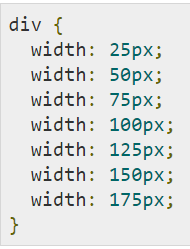 div {
  width: 25px;
  width: 50px;
  width: 75px;
  width: 100px;
  width: 125px;
  width: 150px;
  width: 175px;
}